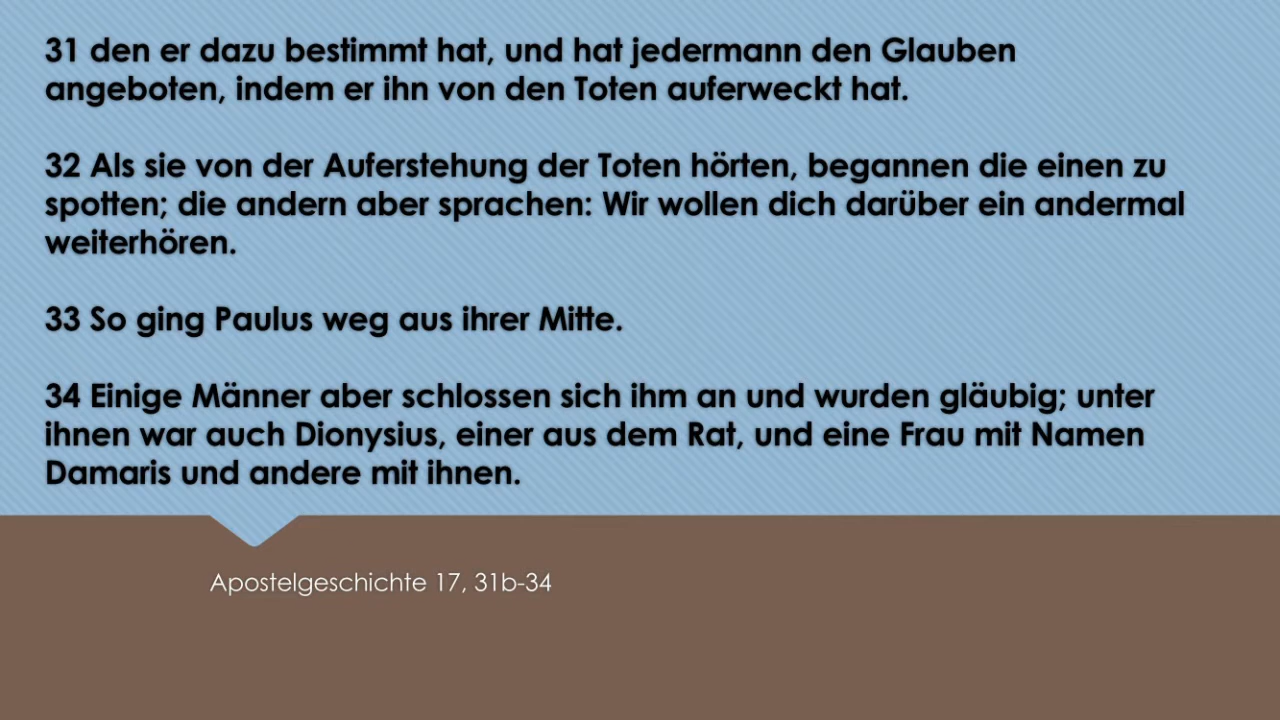 31 den er dazu bestimmt hat, und hat jedermann den Glauben
angeboten, indem er ihn von den Toten auferweckt hat.
32 Als sie von der Auferstehung der Toten hörten, begannen die einen zu
spotten; die andern aber sprachen: Wir wollen dich darüber ein andermal
weiterhören.
33 So ging Paulus weg aus ihrer Mitte.
34 Einige Männer aber schlossen sich ihm an und wurden gläubig; unter
ihnen war auch Dionysius, einer aus dem Rat, und eine Frau mit Namen
Damaris und andere mit ihnen.
Apostelgeschichte 17, 31b-34